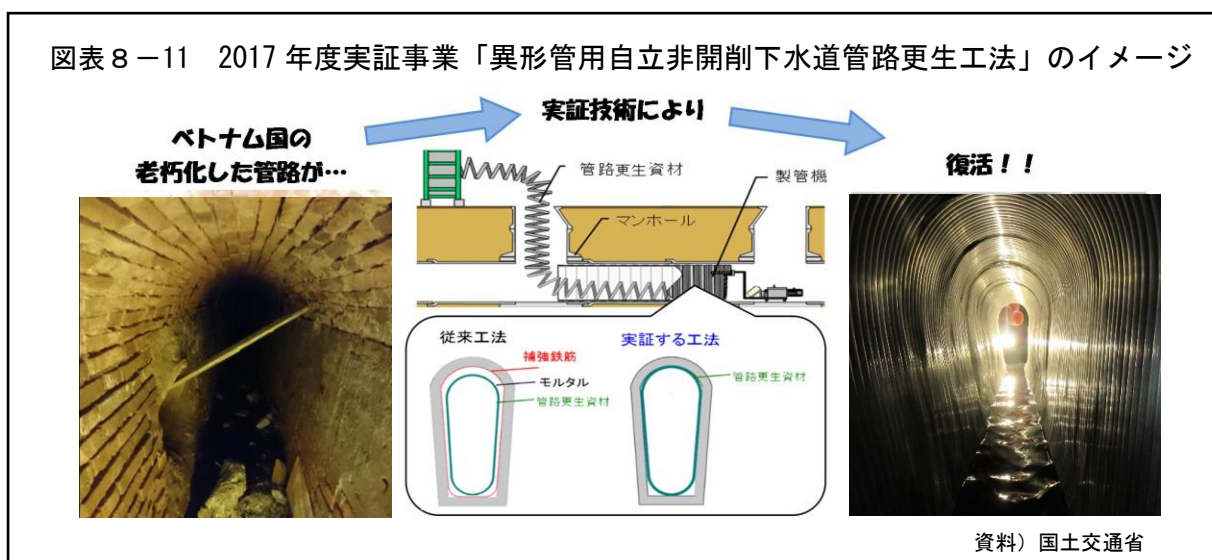 図表８－11　2017年度実証事業「異形管用自立非開削下水道管路更生工法」のイメージ
ベトナム国の
老朽化した管路が…
実証技術により
復活！！
管路更生資材
製管機
マンホール
従来工法
補強鉄筋
モルタル
管路更生資材
実証する工法
管路更生資材
資料）国土交通省